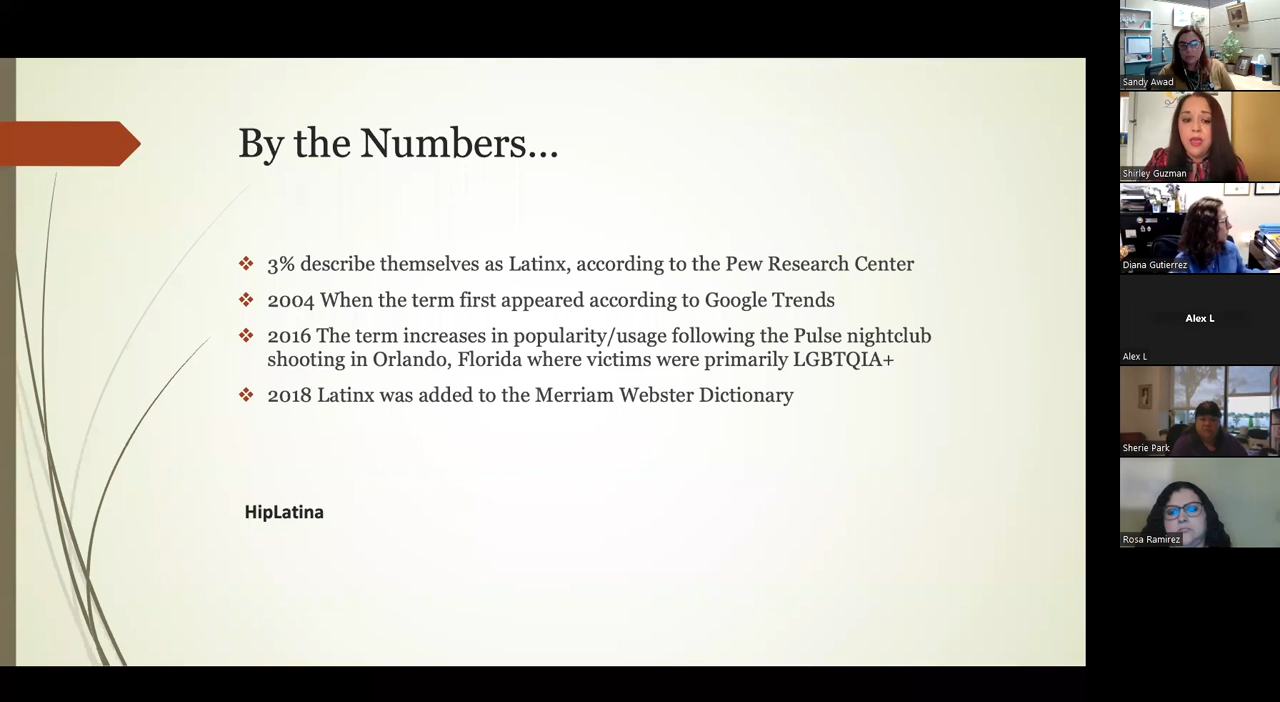 By the Numbers...
❖ 3% describe themselves as Latinx, according to the Pew Research Center
❖ 2004 When the term first appeared according to Google Trends
❖ 2016 The term increases in popularity/usage following the Pulse nightclub
shooting in Orlando, Florida where victims were primarily LGBTQIA+
❖ 2018 Latinx was added to the Merriam Webster Dictionary
HipLatina
Sandy Awad
Shirley Guzman
Diana Gutierrez
Alex L
Alex L
Sherie Park
Rosa Ramirez